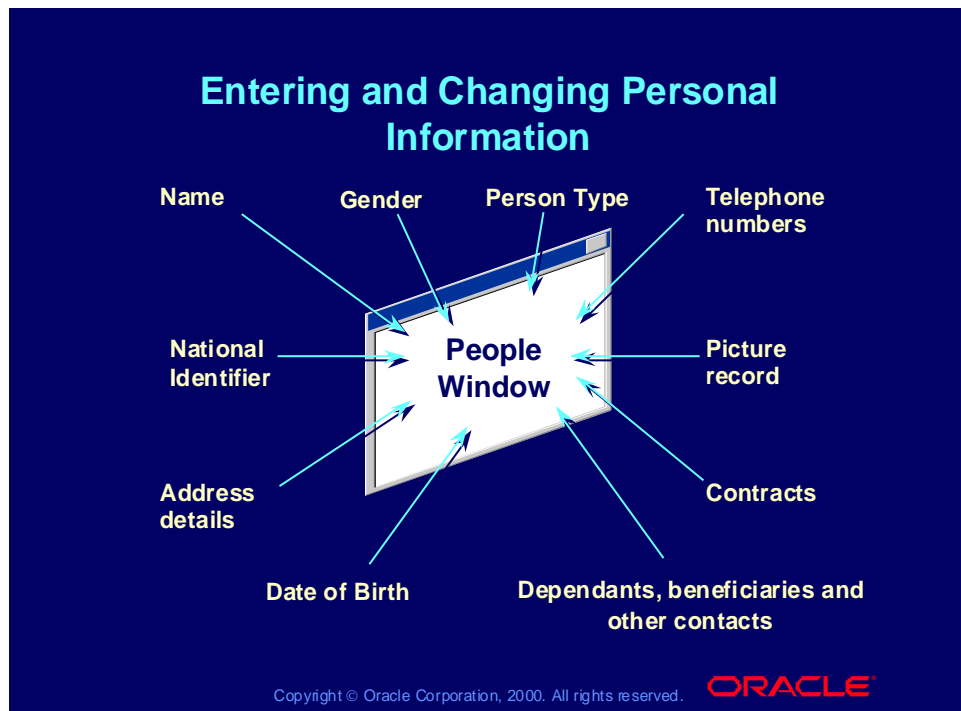 Entering and Changing Personal
Information
Name
Gender
Person Type
Telephone
numbers
National
Identifier
People
Window
Picture
record
Address
details
Contracts
Date of Birth
Dependants, beneficiaries and
other contacts
Copyright © Oracle Corporation, 2000. All rights reserved.
ORACLE®